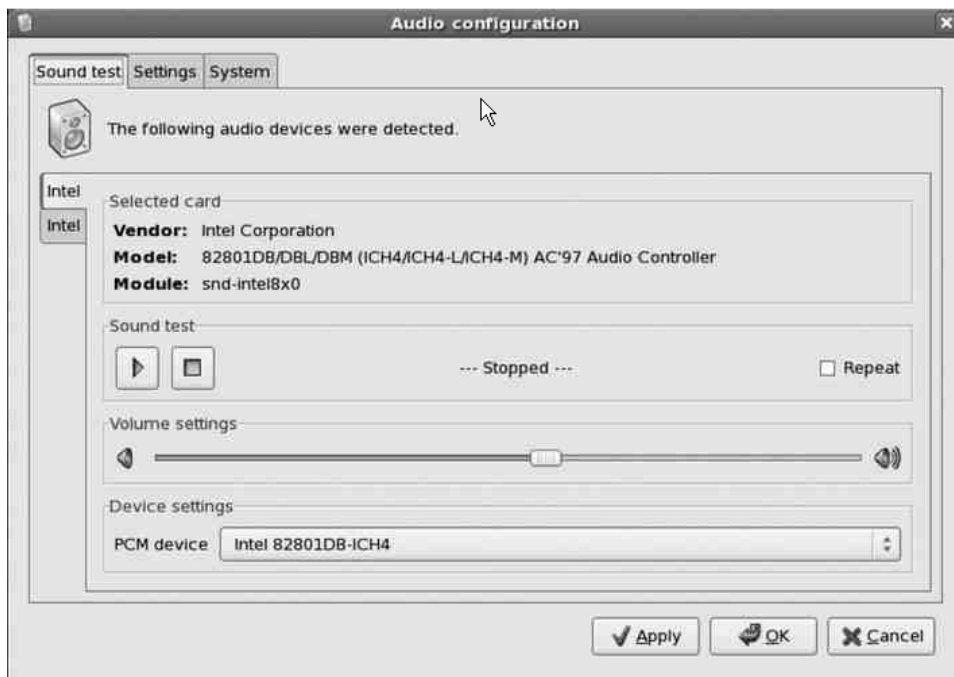 Audio configuration
Sound test Settings System
The following audio devices were detected.
Intel
Intel
Selected card
Vendor: Intel Corporation
Model: 82801DB/DBL/DBM (ICH4/ICH4-L/ICH4-M) AC'97 Audio Controller
Module: snd-intel8x0
Sound test
--- Stopped --- Repeat
Volume settings
Device settings
PCM device Intel 82801DB-ICH4
Apply OK Cancel